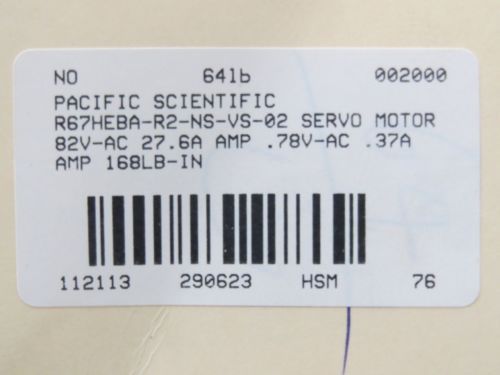 NO 641b 002000
PACIFIC SCIENTIFIC
R67HEBA-R2-NS-VS-02 SERVO MOTOR
82V-AC 27.6A AMP .78V-AC .37A
AMP 168LB-IN
112113 290623 HSM 76